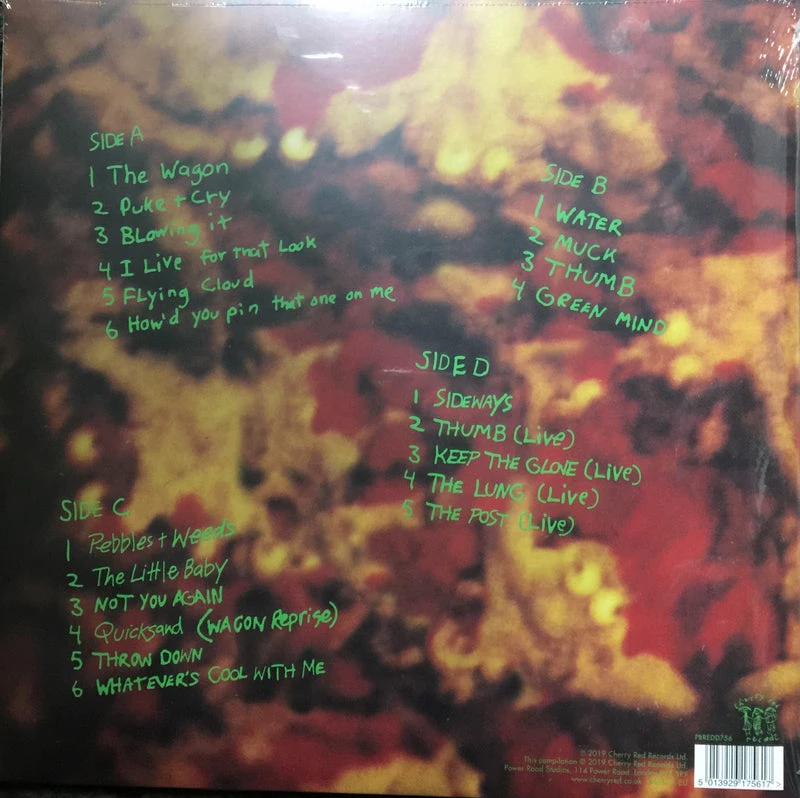 SIDE A
1 The Wagon
2 Puke + Cry
3 BLowing it
4 I Live for that Look
5 FLying Cloud
6 How'd you pin that one on me
SIDE B
1 WATER
2 MUCK
3 THUMB
4 GREEN MIND
SIDE D
1 SIDEWAYS
2 THUMB (Live)
3 KEEP THE GLOVE (Live)
4 THE LUNG (Live)
5 THE POST (Live)
SIDE C
1 Pebbles + Weeds
2 The Little Baby
3 NOT YOU AGAIN
4 Quicksand (WAGON Reprise)
5 THROW DOWN
6 WHATEVER'S COOL WITH ME
PBREDD756
℗ 2019 Cherry Red Records Ltd.
This compilation © 2019 Cherry Red Records Ltd.
Power Road Studios, 114 Power Road, London
www.cherryred.co.uk
5 013929 175617 >